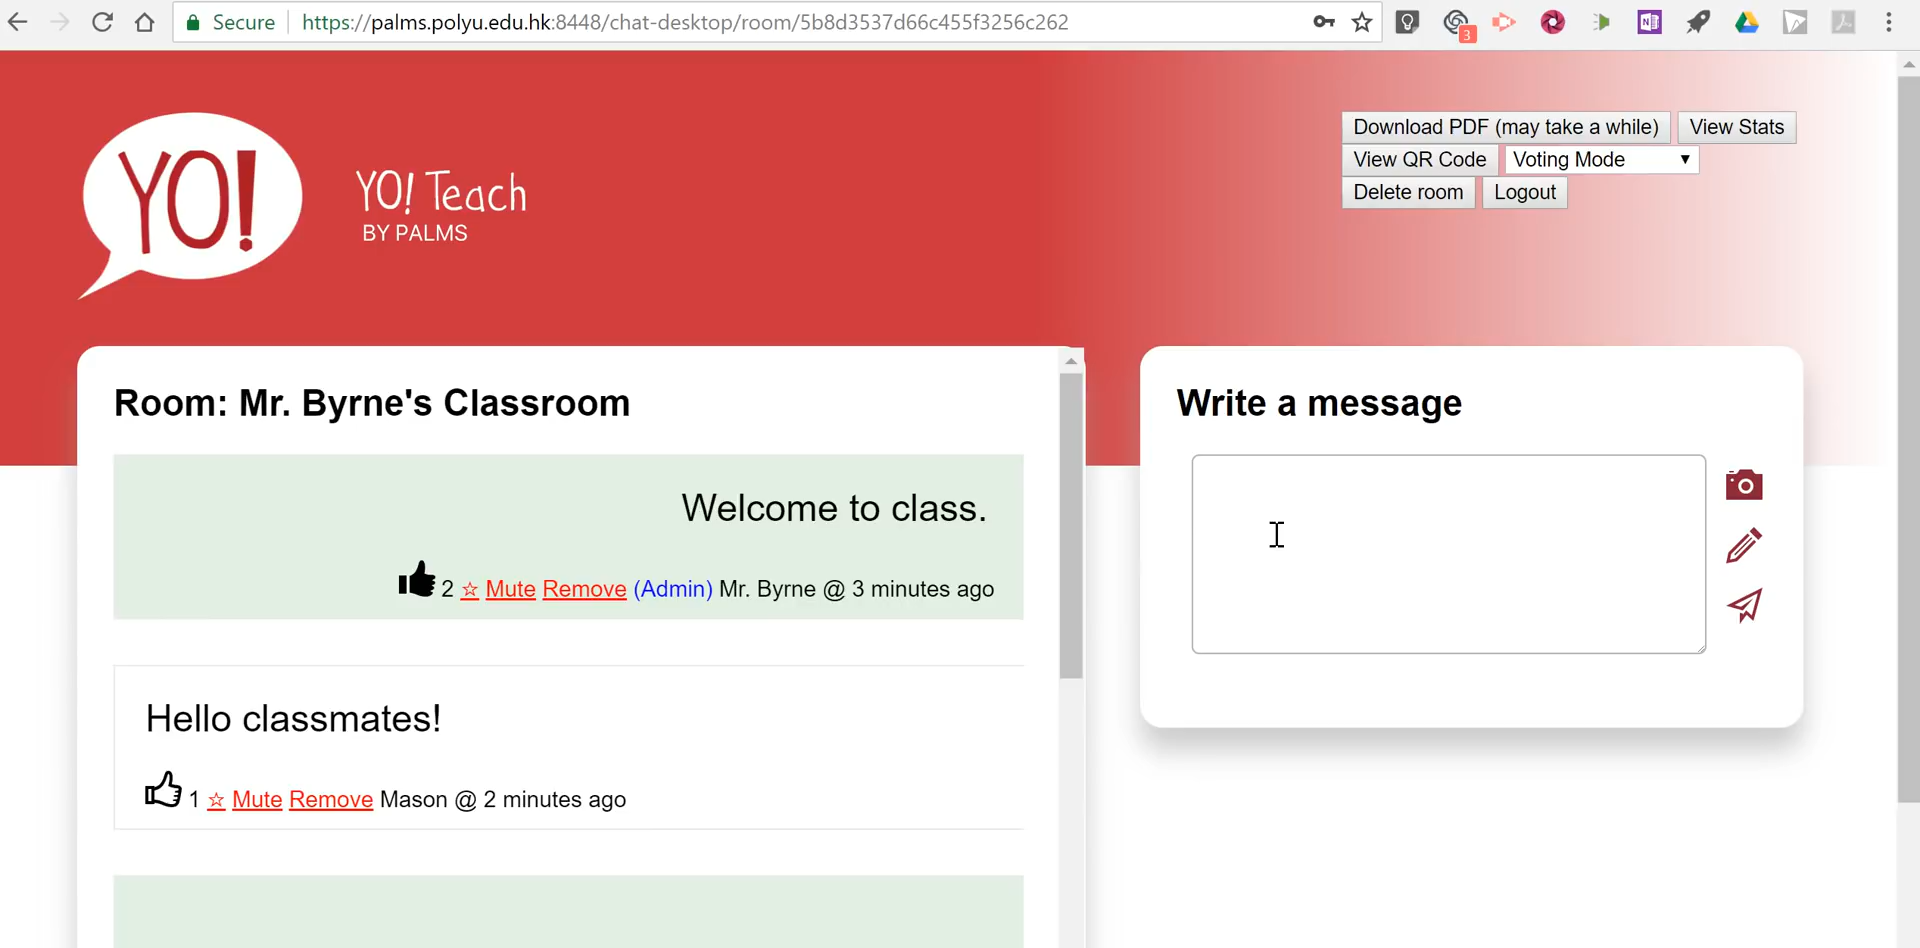 Secure https://palms.polyu.edu.hk:8448/chat-desktop/room/5b8d3537d66c455f3256c262
3
YO!
YO! Teach
BY PALMS
Download PDF (may take a while) View Stats
View QR Code Voting Mode
Delete room Logout
Room: Mr. Byrne's Classroom
Welcome to class.
2 ☆ Mute Remove (Admin) Mr. Byrne @ 3 minutes ago
Hello classmates!
1 ☆ Mute Remove Mason @ 2 minutes ago
Write a message